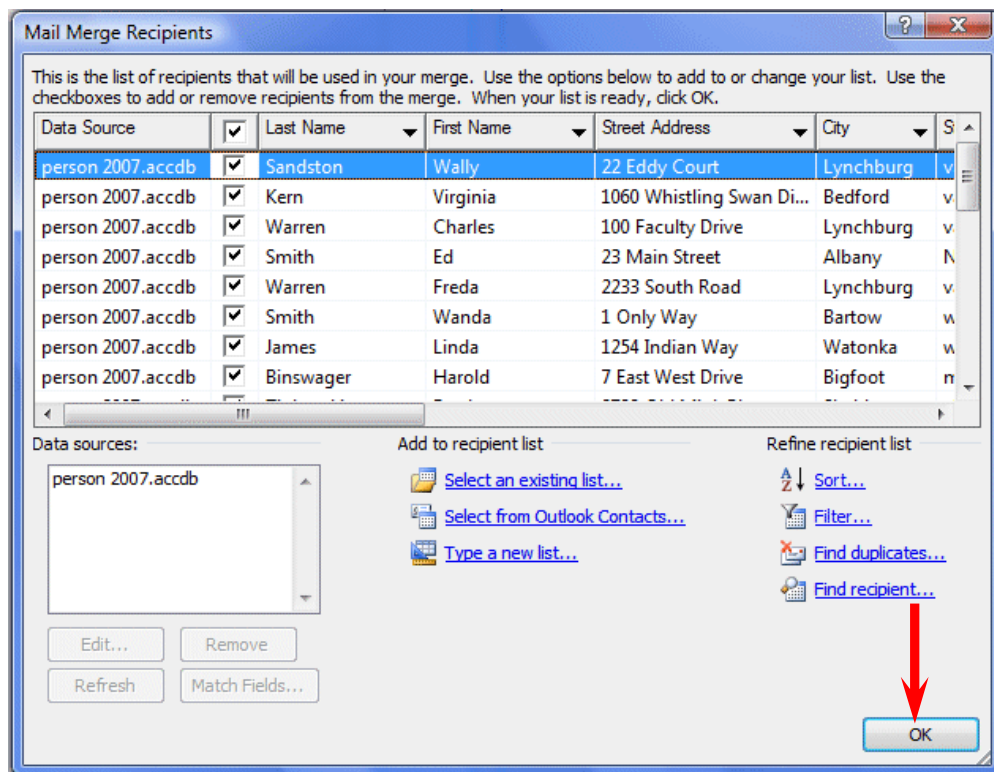 Mail Merge Recipients
This is the list of recipients that will be used in your merge. Use the options below to add to or change your list. Use the
checkboxes to add or remove recipients from the merge. When your list is ready, click OK.
Data Source Last Name First Name Street Address City
person 2007.accdb Sandston Wally 22 Eddy Court Lynchburg
person 2007.accdb Kern Virginia 1060 Whistling Swan Di... Bedford
person 2007.accdb Warren Charles 100 Faculty Drive Lynchburg
person 2007.accdb Smith Ed 23 Main Street Albany
person 2007.accdb Warren Freda 2233 South Road Lynchburg
person 2007.accdb Smith Wanda 1 Only Way Bartow
person 2007.accdb James Linda 1254 Indian Way Watonka
person 2007.accdb Binswager Harold 7 East West Drive Bigfoot
Data sources:
person 2007.accdb
Edit... Remove
Refresh Match Fields...
Add to recipient list
Select an existing list...
Select from Outlook Contacts...
Type a new list...
Refine recipient list
Sort...
Filter...
Find duplicates...
Find recipient...
OK